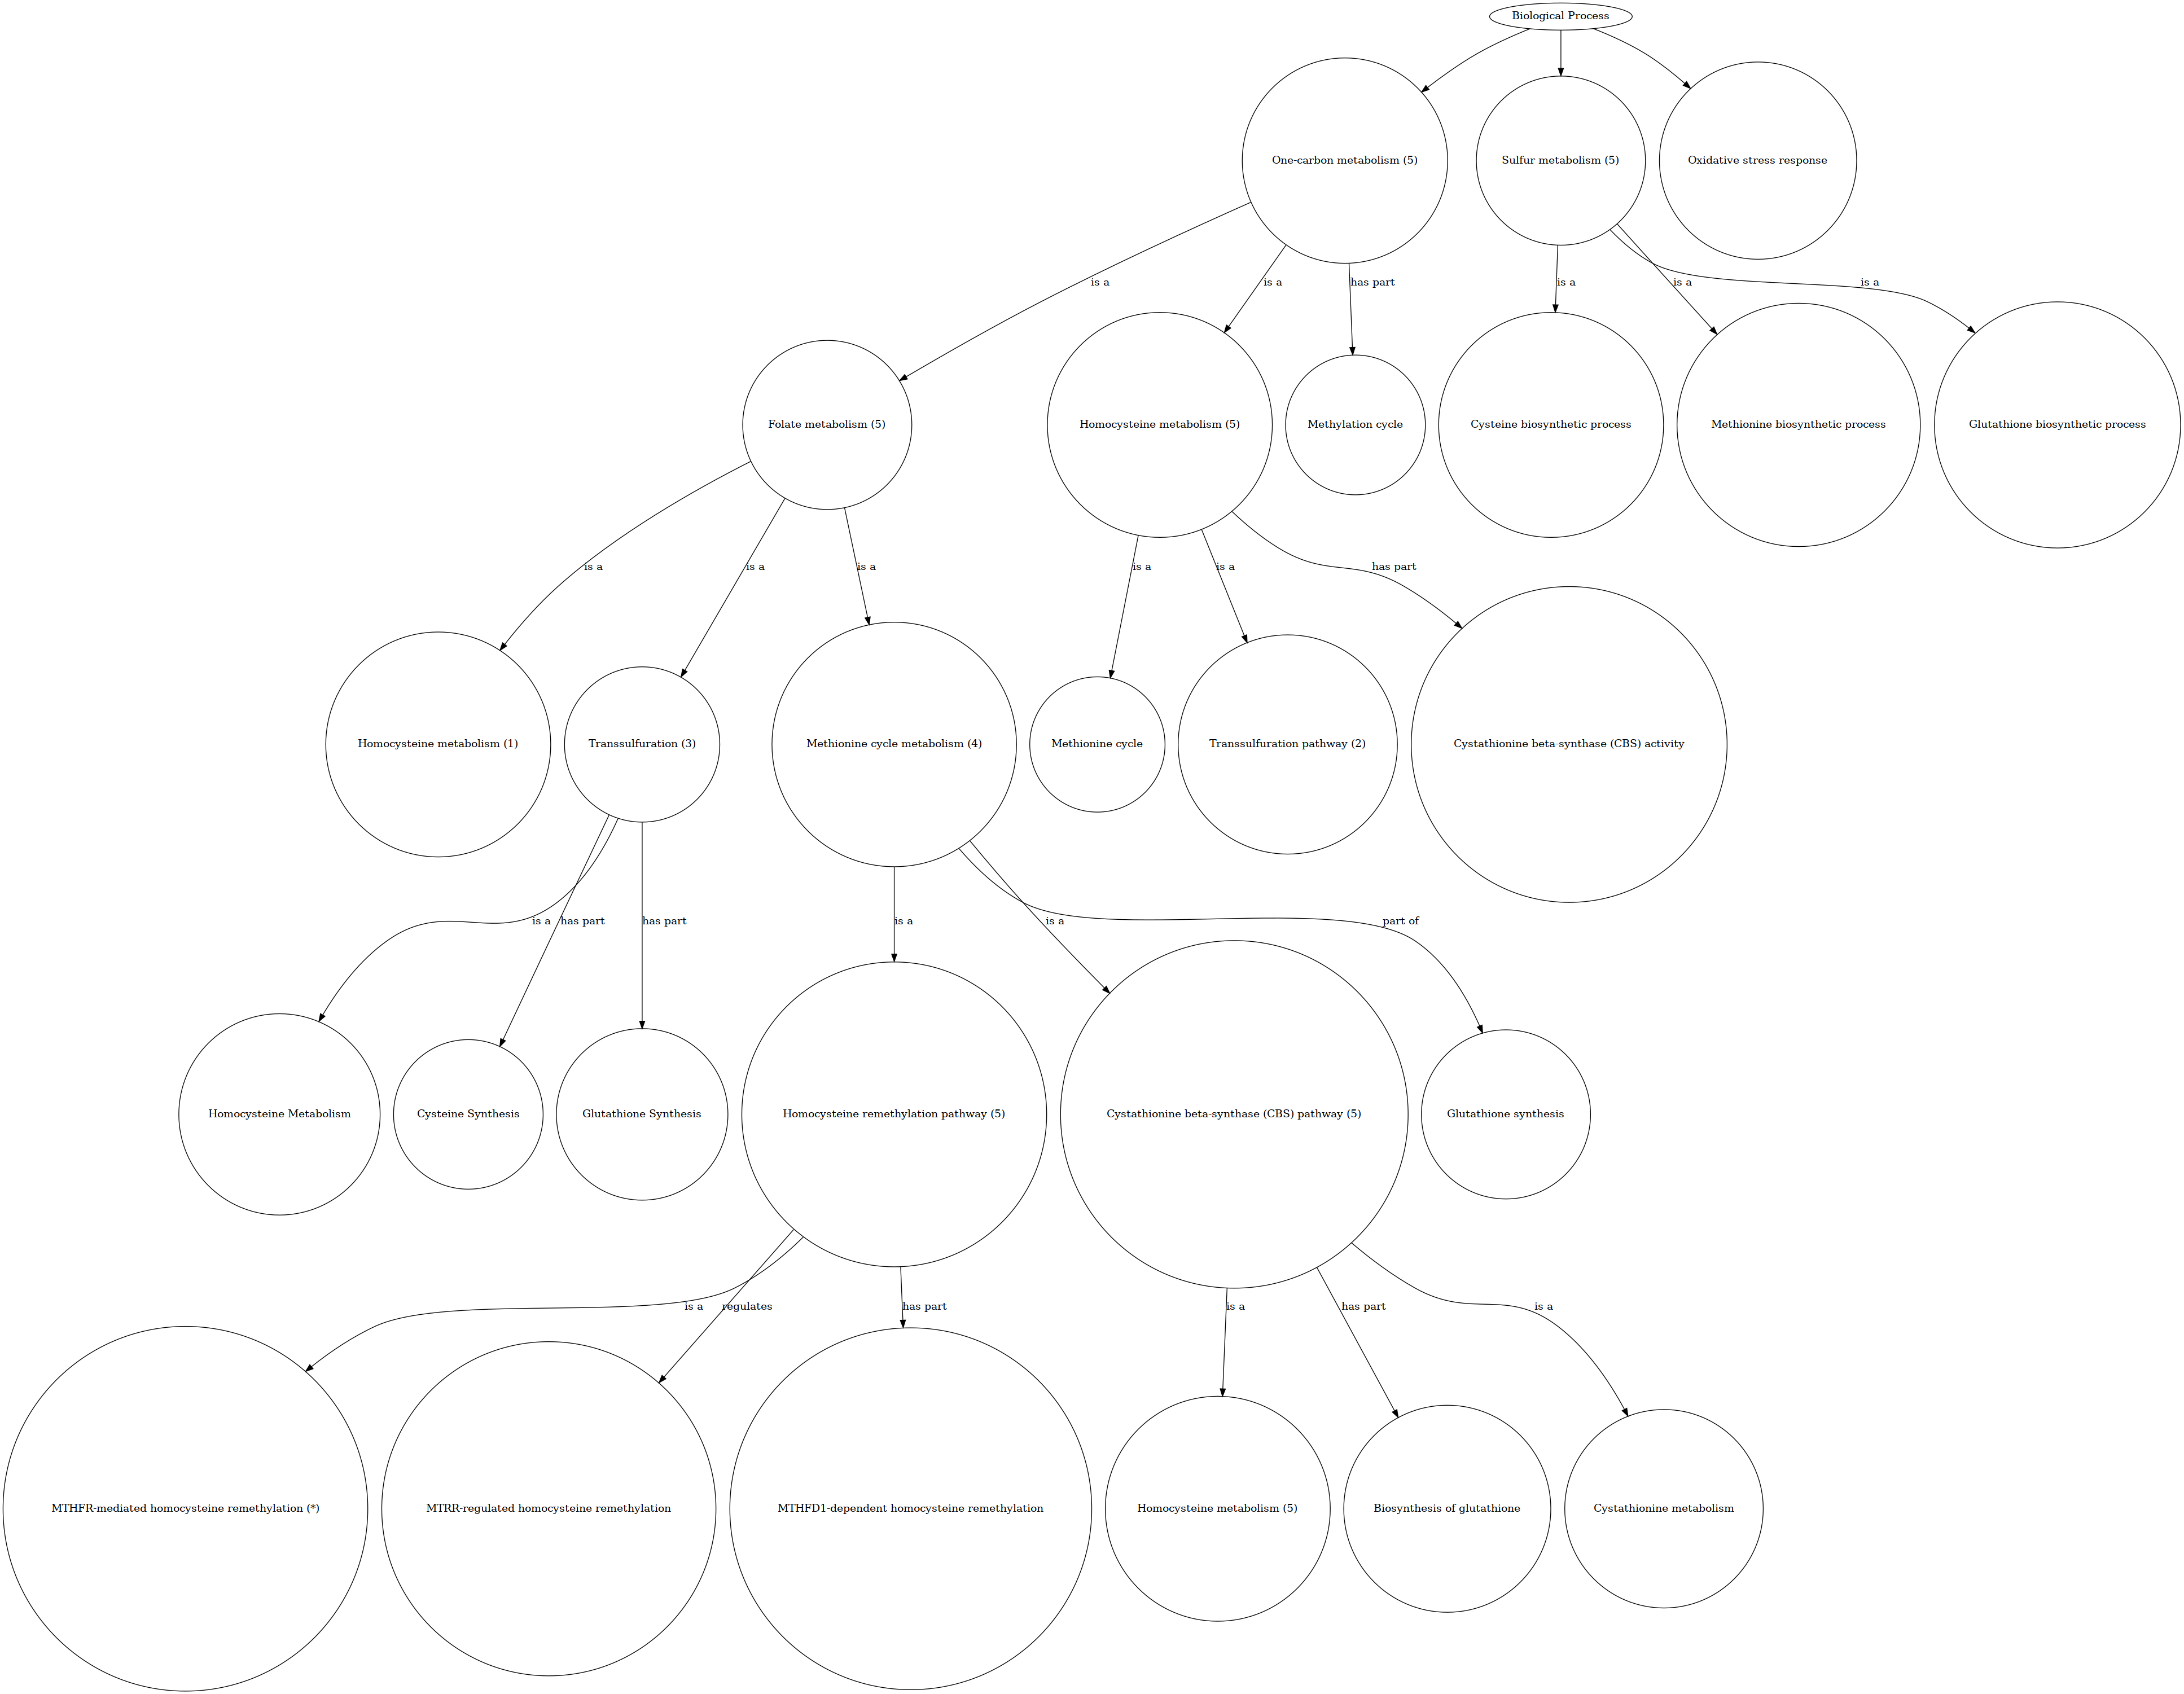 Biological Process
One-carbon metabolism (5)
Sulfur metabolism (5)
Oxidative stress response
is a
is a
has part
is a
is a
is a
Folate metabolism (5)
Homocysteine metabolism (5)
Methylation cycle
Cysteine biosynthetic process
Methionine biosynthetic process
Glutathione biosynthetic process
is a
is a
is a
is a
is a
has part
Homocysteine metabolism (1)
Transsulfuration (3)
Methionine cycle metabolism (4)
Methionine cycle
Transsulfuration pathway (2)
Cystathionine beta-synthase (CBS) activity
is a
has part
has part
is a
is a
part of
Homocysteine Metabolism
Cysteine Synthesis
Glutathione Synthesis
Homocysteine remethylation pathway (5)
Cystathionine beta-synthase (CBS) pathway (5)
Glutathione synthesis
is a
regulates
has part
is a
has part
is a
MTHFR-mediated homocysteine remethylation (*)
MTRR-regulated homocysteine remethylation
MTHFD1-dependent homocysteine remethylation
Homocysteine metabolism (5)
Biosynthesis of glutathione
Cystathionine metabolism